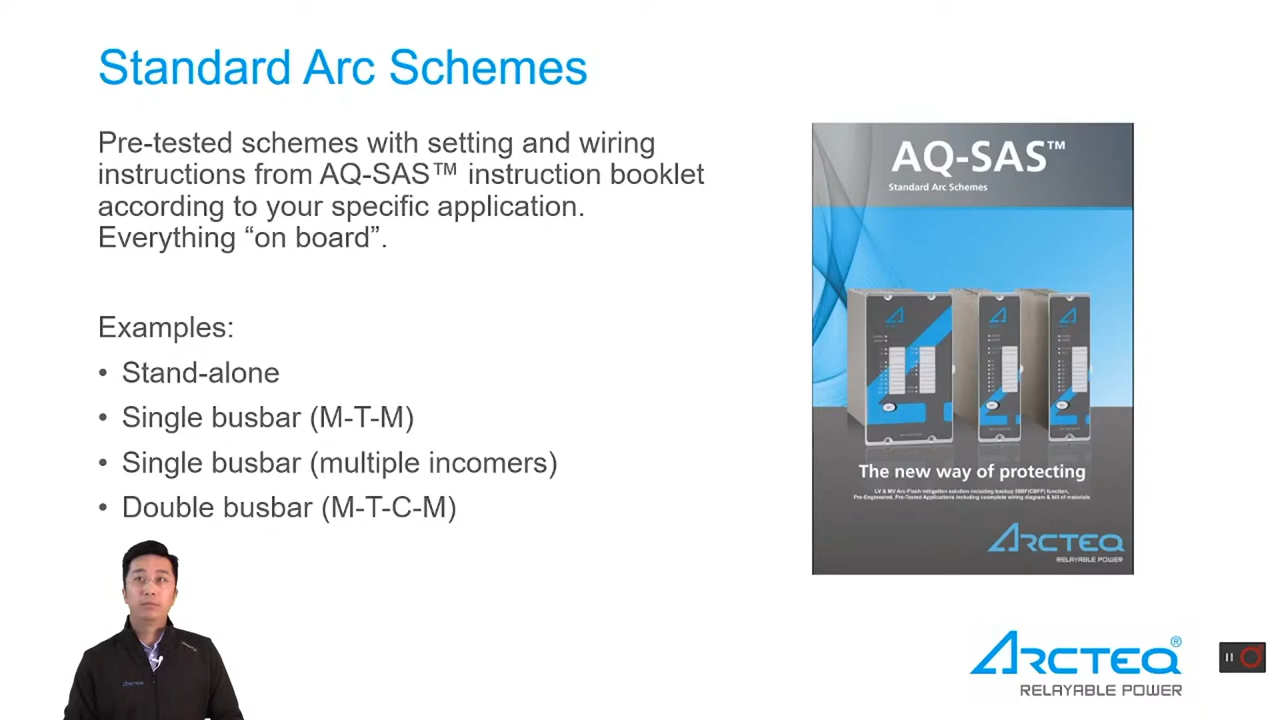 Standard Arc Schemes
Pre-tested schemes with setting and wiring
instructions from AQ-SAS™ instruction booklet
according to your specific application.
Everything “on board”.
Examples:
• Stand-alone
• Single busbar (M-T-M)
• Single busbar (multiple incomers)
• Double busbar (M-T-C-M)
AQ-SAS™
Standard Arc Schemes
The new way of protecting
LV & MV Arc-Flash mitigation solution including backup 50BF(CBFP) function,
Pre-Engineered, Pre-Tested Applications including complete wiring diagram & bill of materials
ARCTEQ
RELAYABLE POWER
ARCTEQ®
RELAYABLE POWER